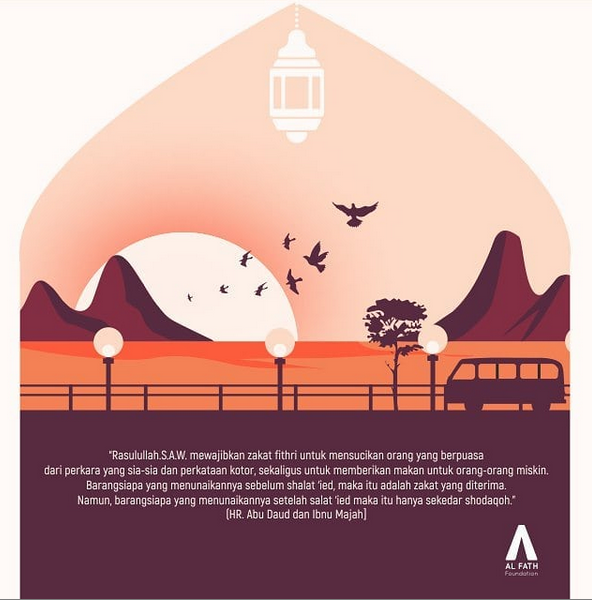 "Rasulullah.S.A.W. mewajibkan zakat fithri untuk mensucikan orang yang berpuasa
dari perkara yang sia-sia dan perkataan kotor, sekaligus untuk memberikan makan untuk orang-orang miskin.
Barangsiapa yang menunaikannya sebelum shalat 'ied, maka itu adalah zakat yang diterima.
Namun, barangsiapa yang menunaikannya setelah salat 'ied maka itu hanya sekedar shodaqoh."
(HR. Abu Daud dan Ibnu Majah]
AL FATH
Foundation